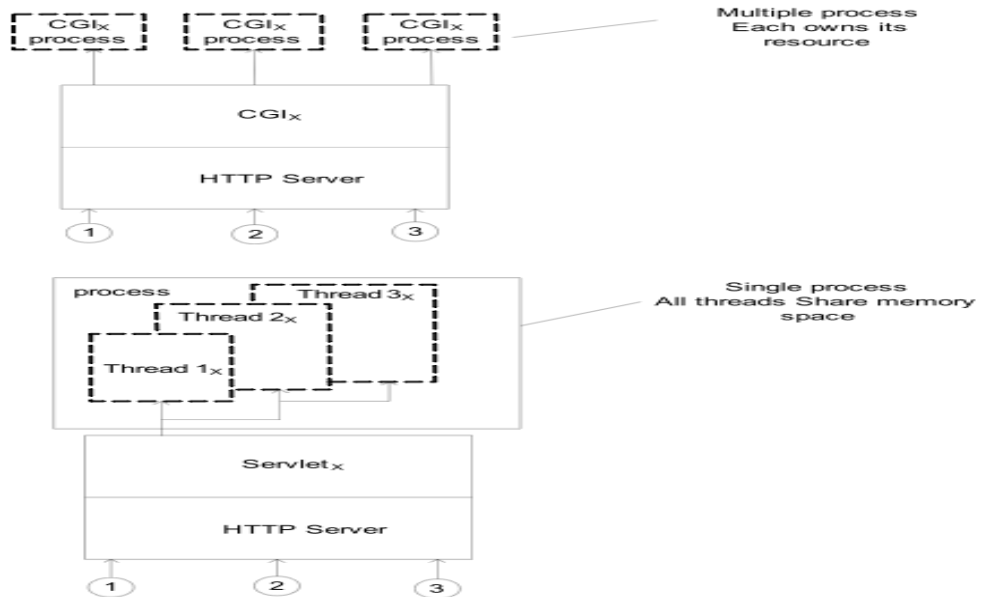 CGIx
process
CGIx
process
CGIx
process
Multiple process
Each owns its
resource
CGIx
HTTP Server
1
2
3
process
Thread 3x
Thread 2x
Thread 1x
Single process
All threads Share memory
space
Servletx
HTTP Server
1
2
3